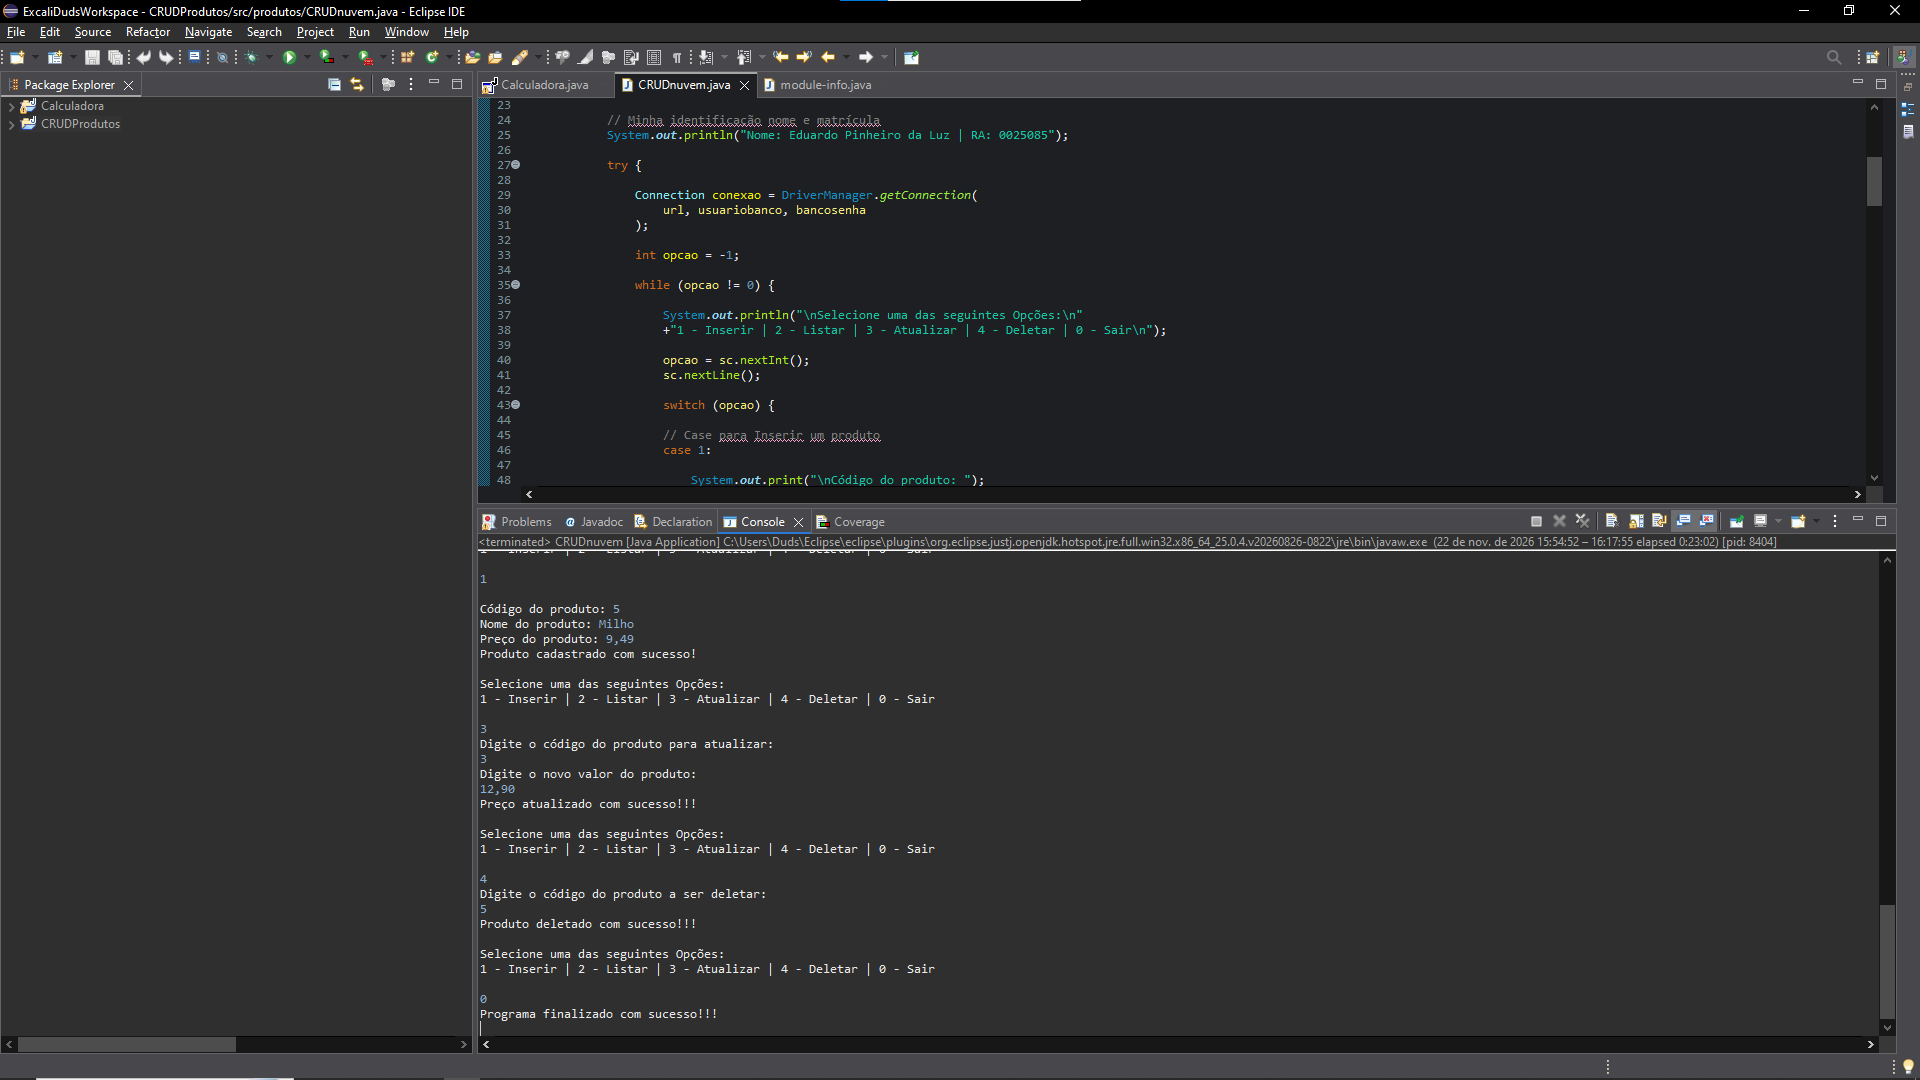 ExcaliDudsWorkspace - CRUDProdutos/src/produtos/CRUDnuvem.java - Eclipse IDE
File Edit Source Refactor Navigate Search Project Run Window Help
Package Explorer
Calculadora.java
CRUDnuvem.java
module-info.java
Calculadora
CRUDProdutos
23
24 // Minha identificação nome e matrícula
25 System.out.println("Nome: Eduardo Pinheiro da Luz | RA: 0025085");
26
27 try {
28
29 Connection conexao = DriverManager.getConnection(
30 url, usuariobanco, bancosenha
31 );
32
33 int opcao = -1;
34
35 while (opcao != 0) {
36
37 System.out.println("\nSelecione uma das seguintes Opções:\n"
38 +"1 - Inserir | 2 - Listar | 3 - Atualizar | 4 - Deletar | 0 - Sair\n");
39
40 opcao = sc.nextInt();
41 sc.nextLine();
42
43 switch (opcao) {
44
45 // Case para Inserir um produto
46 case 1:
47
48 System.out.print("\nCódigo do produto: ");
Problems Javadoc Declaration Console Coverage
<terminated> CRUDnuvem [Java Application] C:\Users\Duds\Eclipse\eclipse\plugins\org.eclipse.justj.openjdk.hotspot.jre.full.win32.x86_64_25.0.4.v20260826-0822\jre\bin\javaw.exe (22 de nov. de 2026 15:54:52 – 16:17:55 elapsed 0:23:02) [pid: 8404]
1 - Inserir | 2 - Listar | 3 - Atualizar | 4 - Deletar | 0 - Sair
1
Código do produto: 5
Nome do produto: Milho
Preço do produto: 9,49
Produto cadastrado com sucesso!
Selecione uma das seguintes Opções:
1 - Inserir | 2 - Listar | 3 - Atualizar | 4 - Deletar | 0 - Sair
3
Digite o código do produto para atualizar:
3
Digite o novo valor do produto:
12,90
Preço atualizado com sucesso!!!
Selecione uma das seguintes Opções:
1 - Inserir | 2 - Listar | 3 - Atualizar | 4 - Deletar | 0 - Sair
4
Digite o código do produto a ser deletar:
5
Produto deletado com sucesso!!!
Selecione uma das seguintes Opções:
1 - Inserir | 2 - Listar | 3 - Atualizar | 4 - Deletar | 0 - Sair
0
Programa finalizado com sucesso!!!